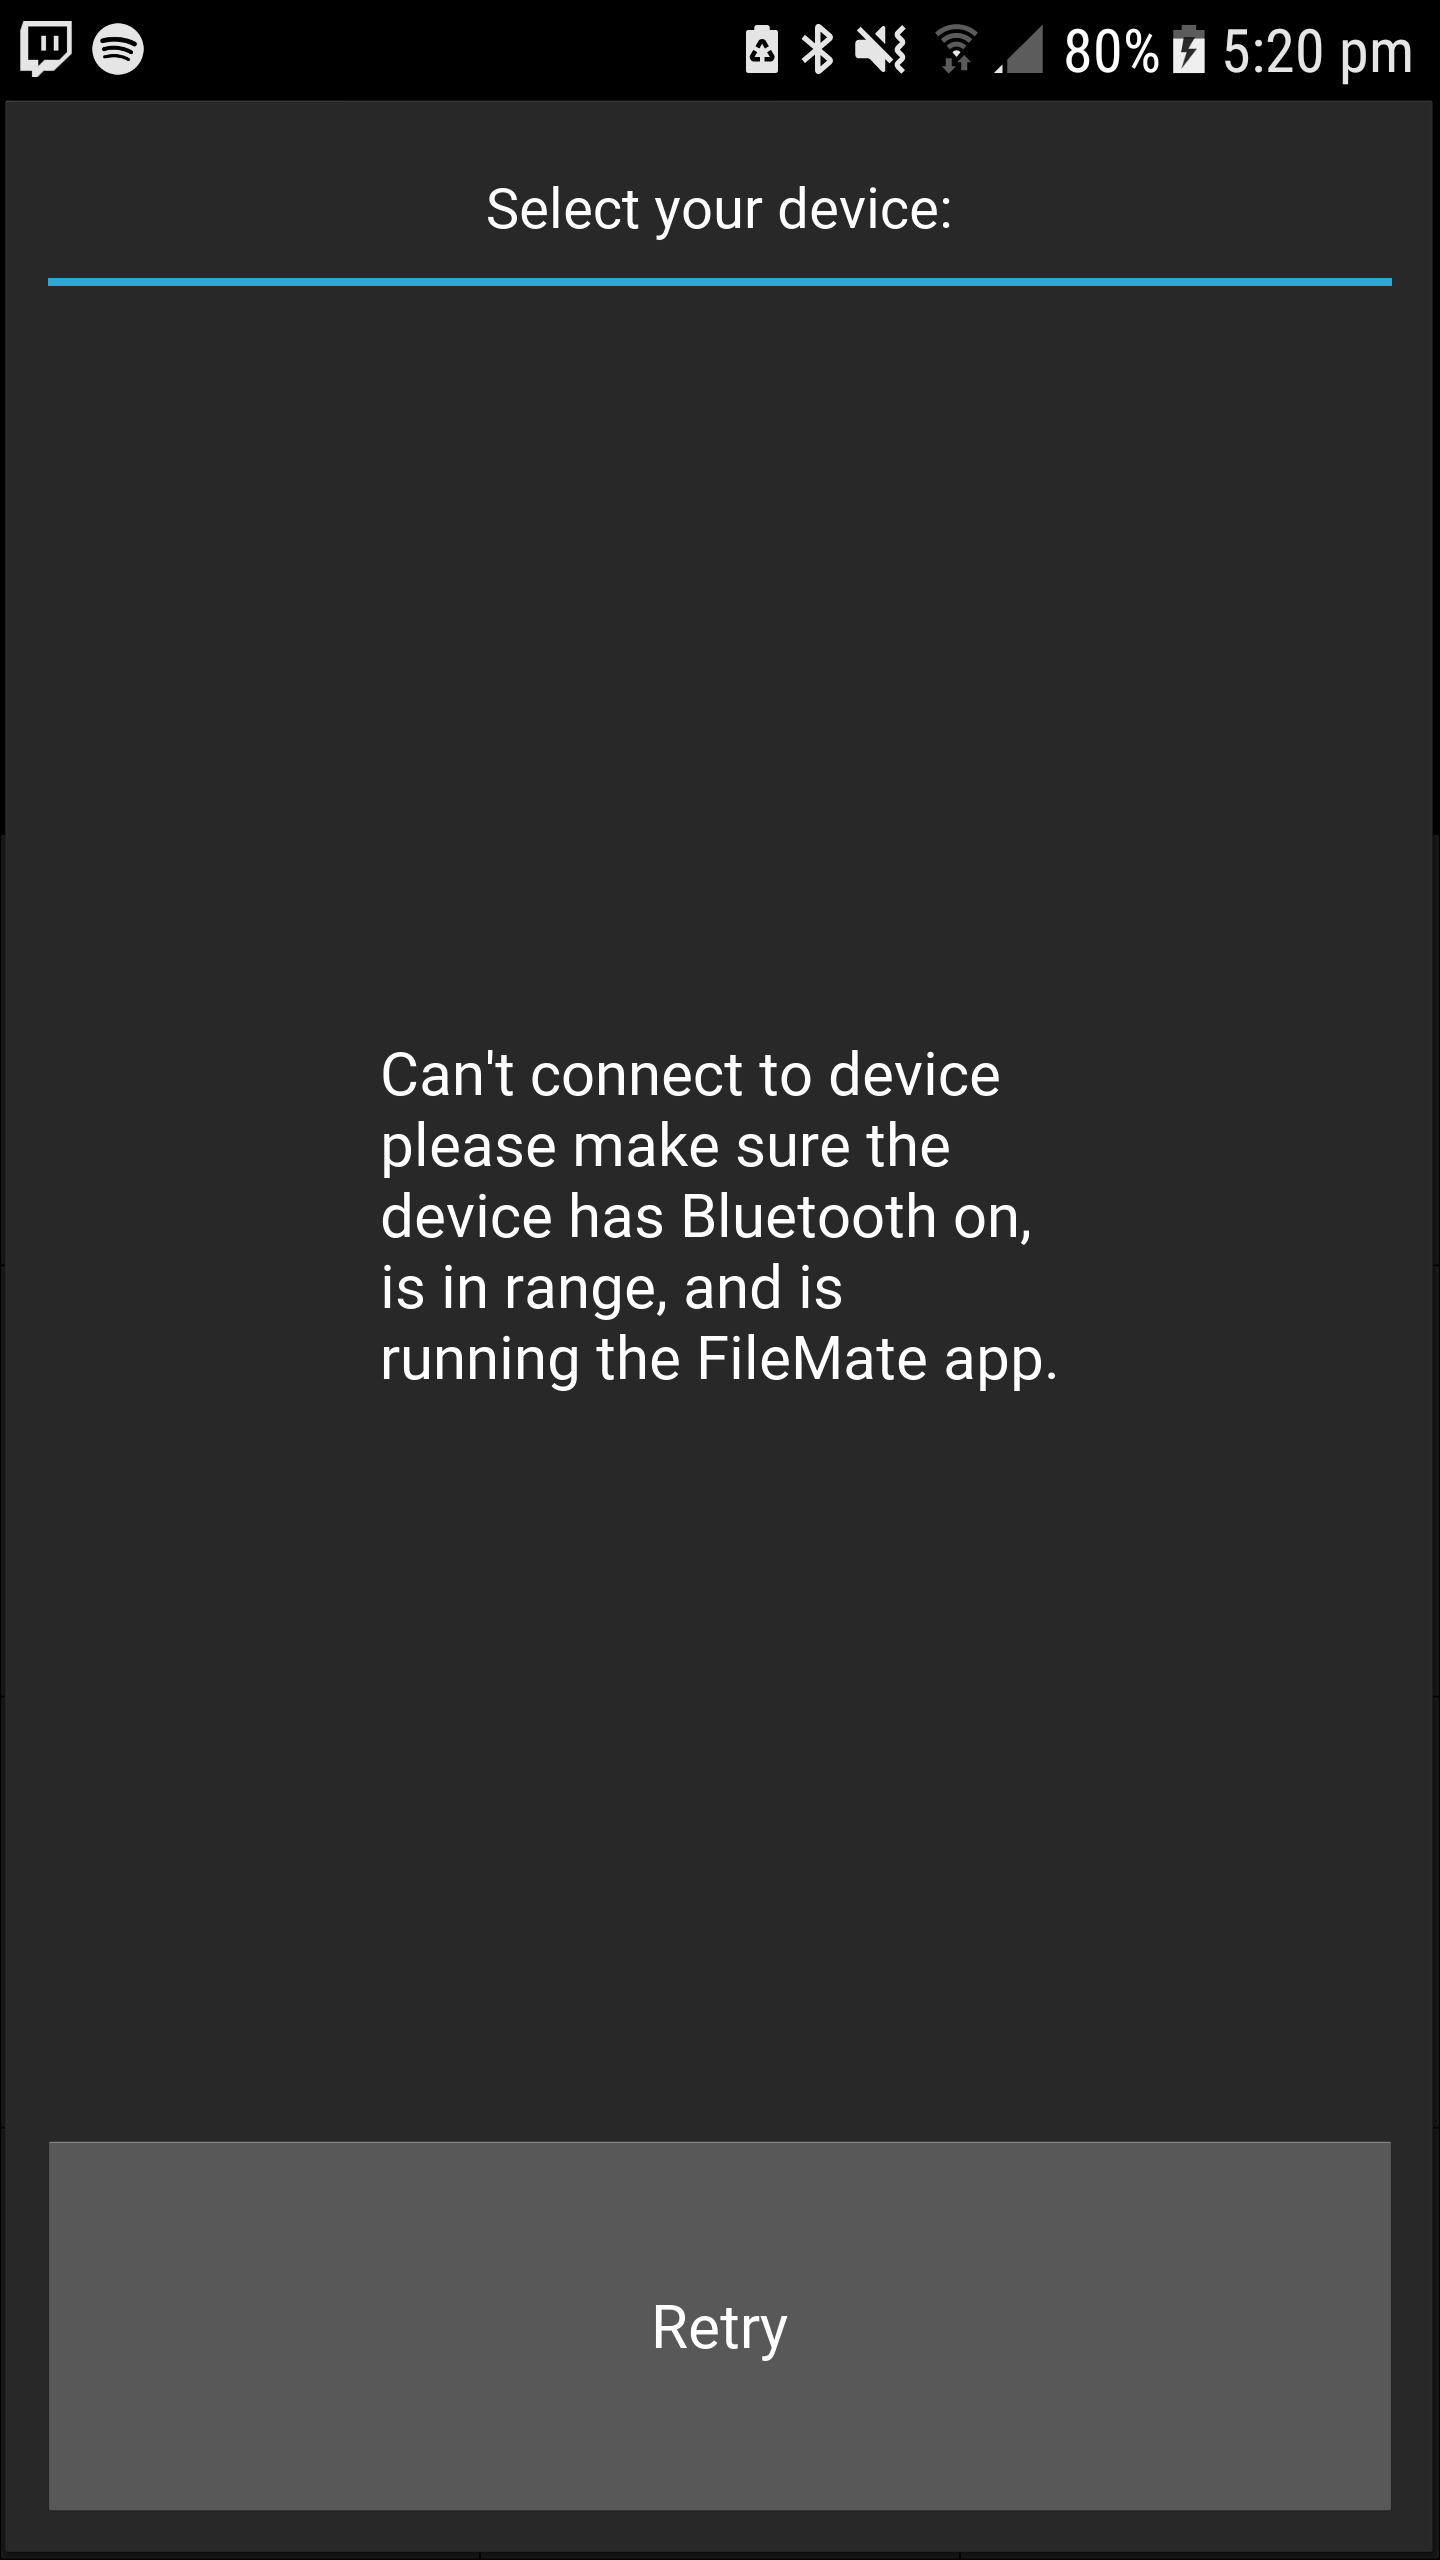 80% 5:20 pm
Select your device:
Can't connect to device
please make sure the
device has Bluetooth on,
is in range, and is
running the FileMate app.
Retry